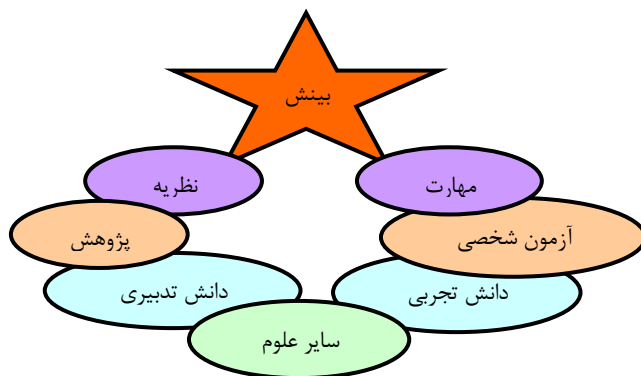 بینش
مهارت
نظریه
آزمون شخصی
پژوهش
دانش تجربی
دانش تدبیری
سایر علوم